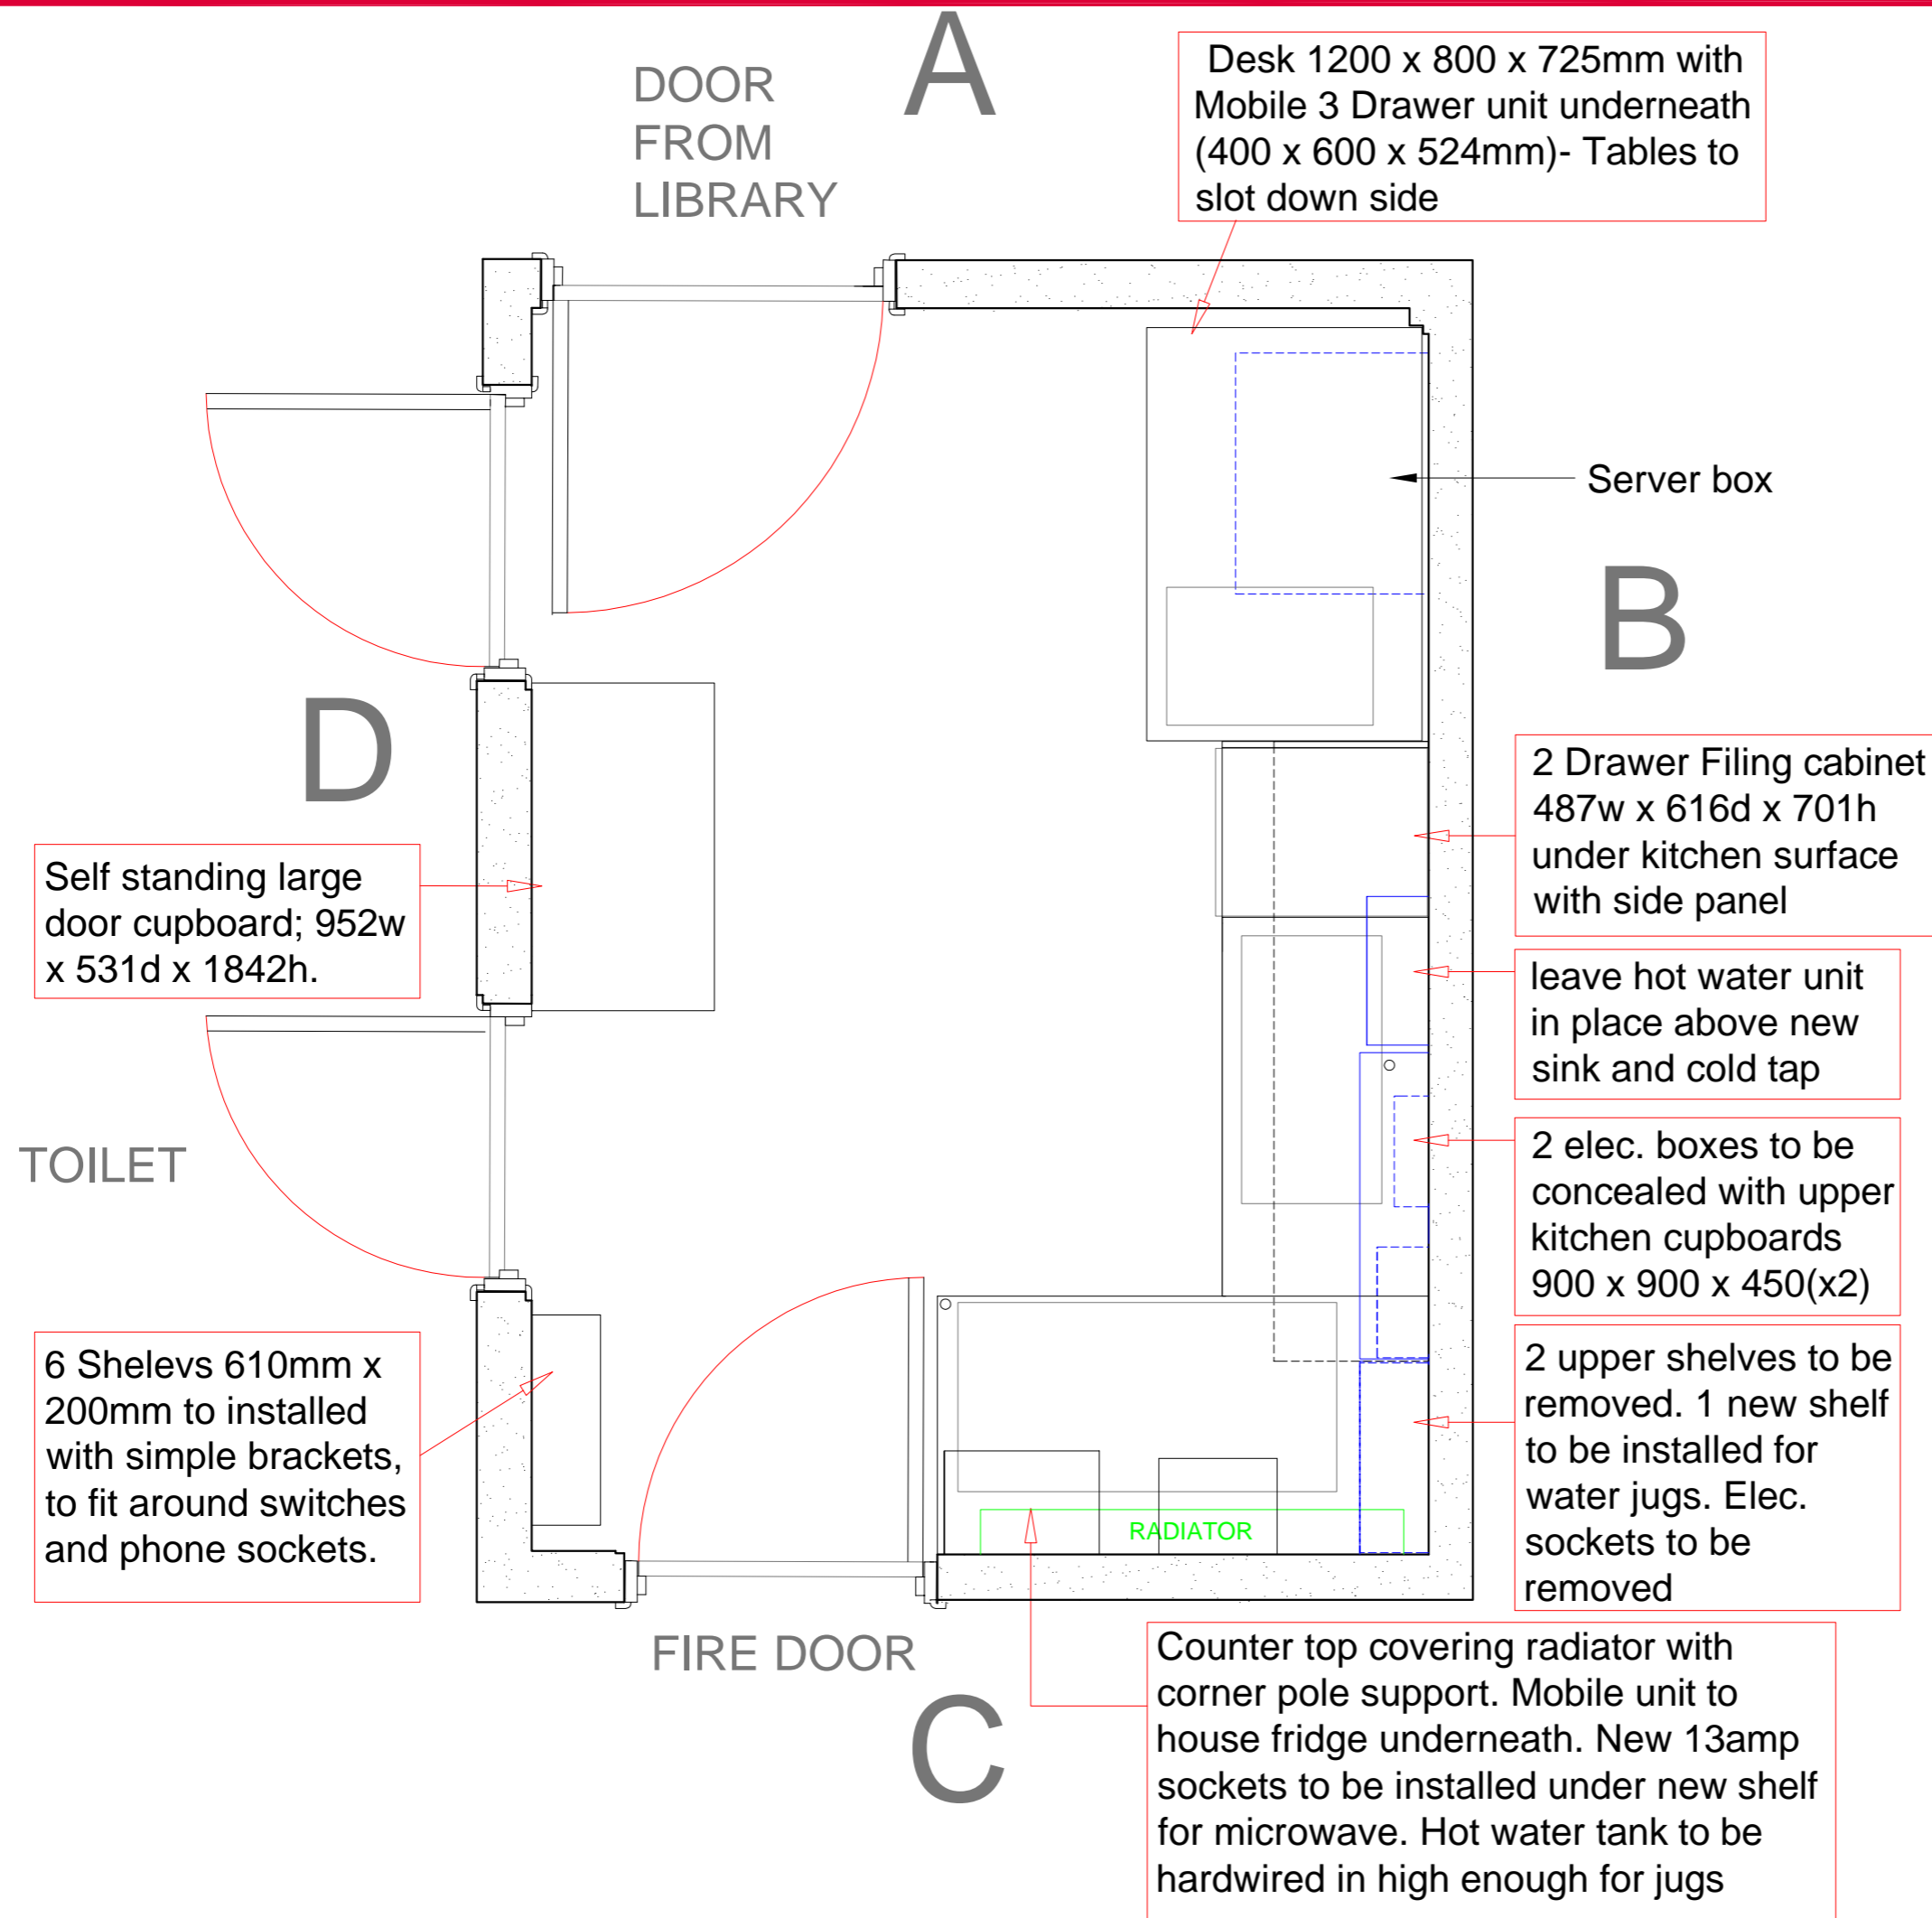 A
DOOR
FROM
LIBRARY
Desk 1200 x 800 x 725mm with
Mobile 3 Drawer unit underneath
(400 x 600 x 524mm)- Tables to
slot down side
Server box
B
D
2 Drawer Filing cabinet
487w x 616d x 701h
under kitchen surface
with side panel
Self standing large
door cupboard; 952w
x 531d x 1842h.
leave hot water unit
in place above new
sink and cold tap
TOILET
2 elec. boxes to be
concealed with upper
kitchen cupboards
900 x 900 x 450(x2)
6 Shelevs 610mm x
200mm to installed
with simple brackets,
to fit around switches
and phone sockets.
2 upper shelves to be
removed. 1 new shelf
to be installed for
water jugs. Elec.
sockets to be
removed
RADIATOR
FIRE DOOR
C
Counter top covering radiator with
corner pole support. Mobile unit to
house fridge underneath. New 13amp
sockets to be installed under new shelf
for microwave. Hot water tank to be
hardwired in high enough for jugs